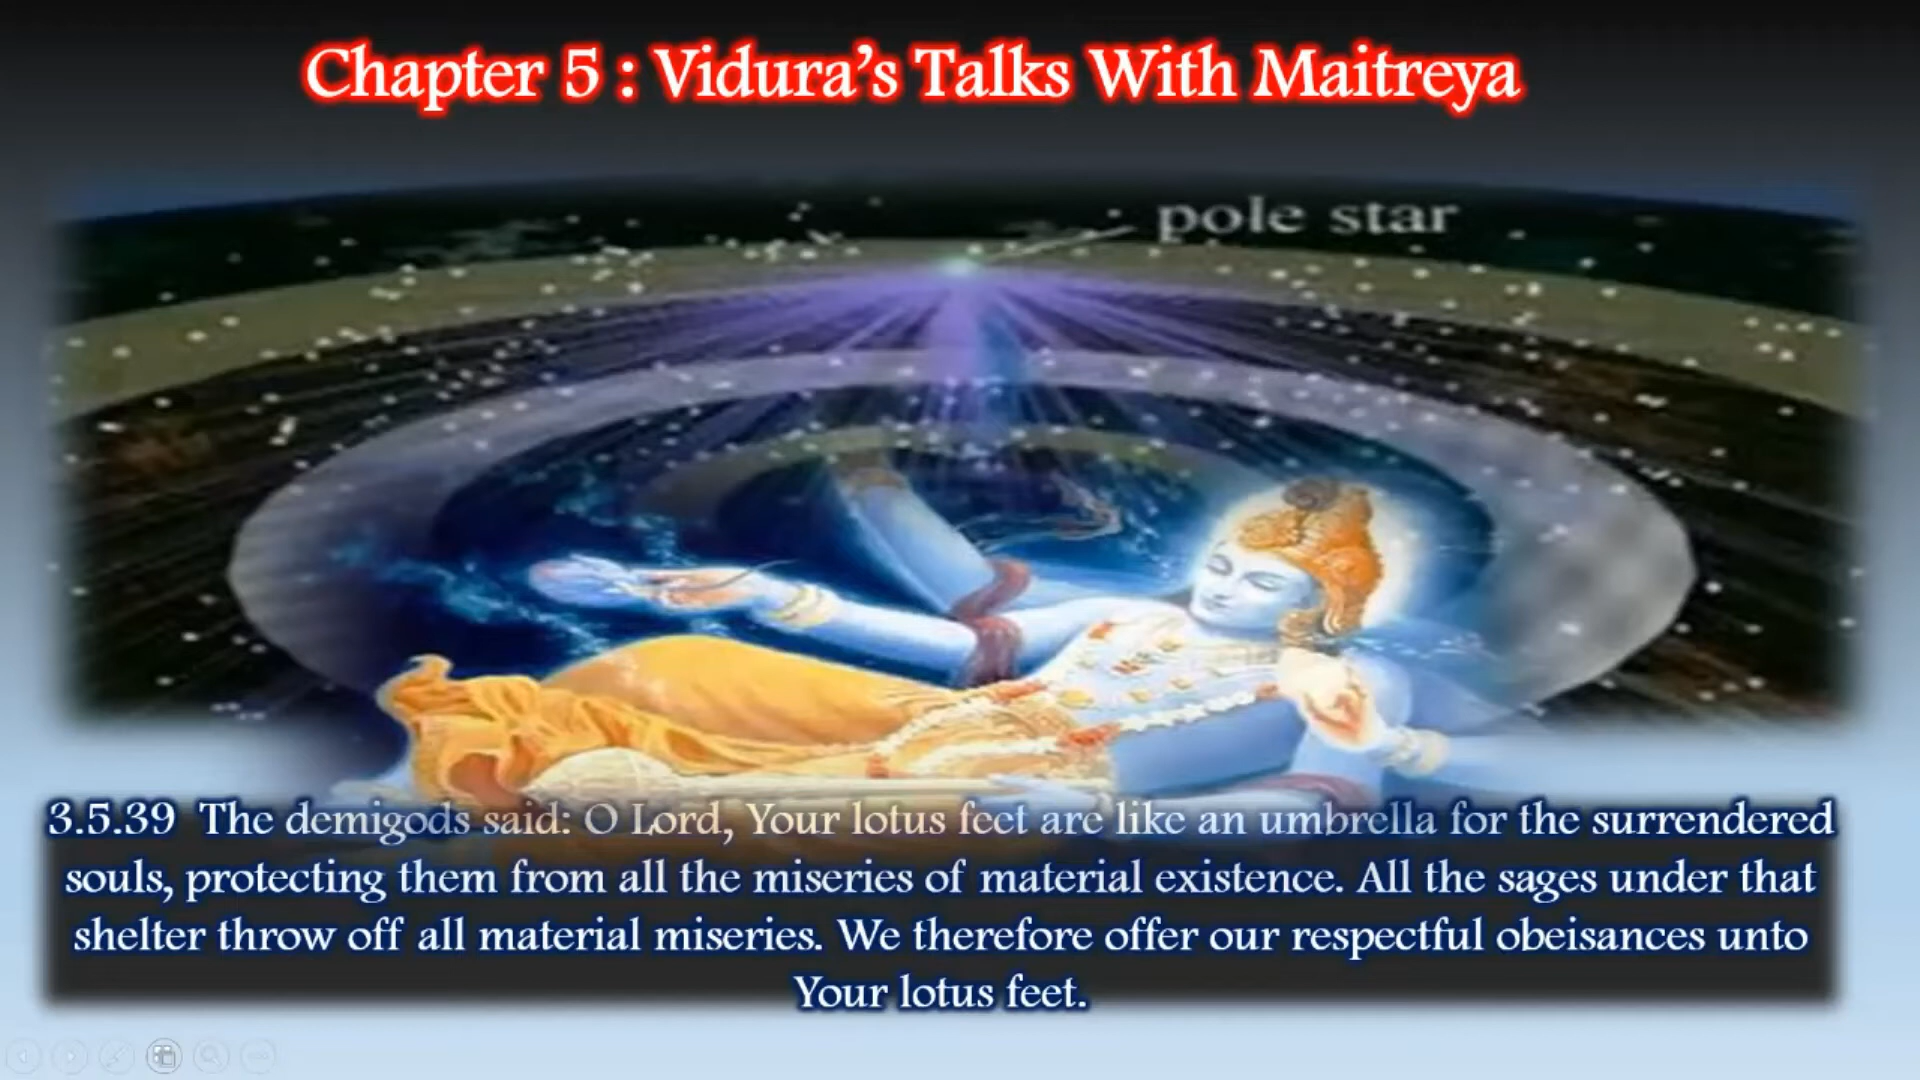 Chapter 5 : Vidura’s Talks With Maitreya
pole star
3.5.39 The demigods said: O Lord, Your lotus feet are like an umbrella for the surrendered
souls, protecting them from all the miseries of material existence. All the sages under that
shelter throw off all material miseries. We therefore offer our respectful obeisances unto
Your lotus feet.